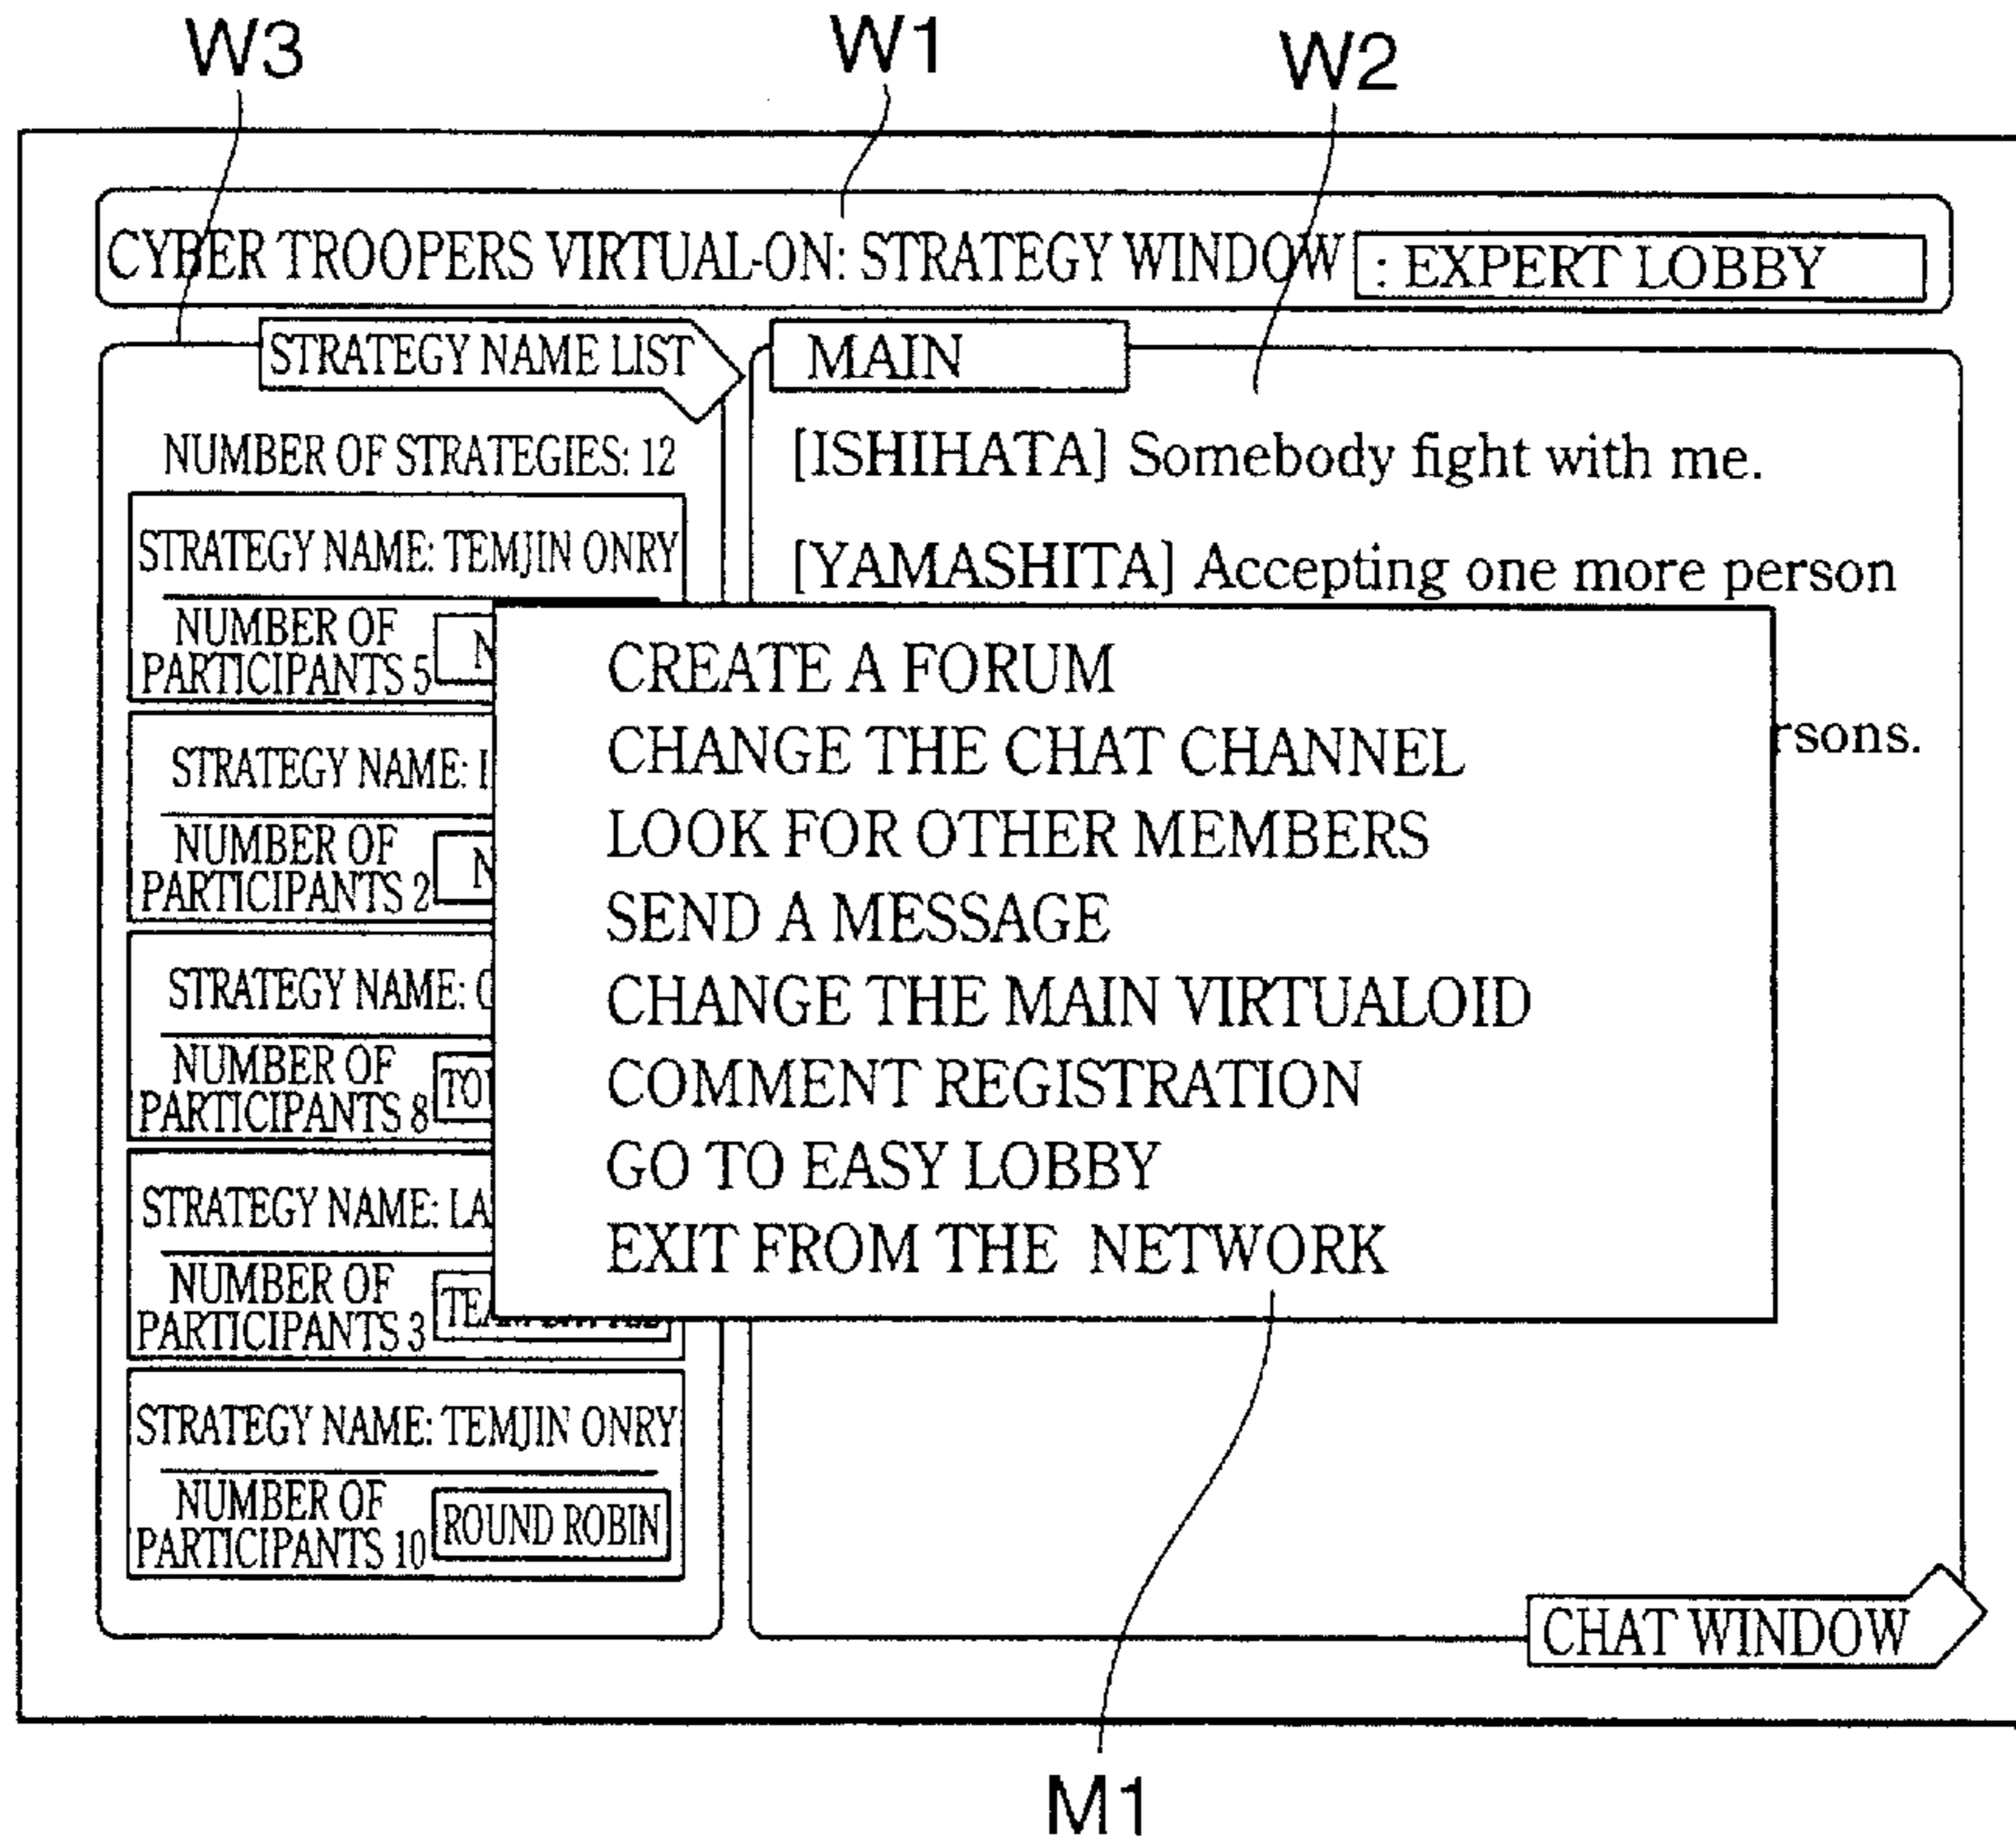 W3 W1 W2
CYBER TROOPERS VIRTUAL-ON: STRATEGY WINDOW : EXPERT LOBBY
STRATEGY NAME LIST
NUMBER OF STRATEGIES: 12
STRATEGY NAME: TEMJIN ONRY
NUMBER OF
PARTICIPANTS 5
STRATEGY NAME:
NUMBER OF
PARTICIPANTS 2
STRATEGY NAME:
NUMBER OF
PARTICIPANTS 8
STRATEGY NAME: LA
NUMBER OF
PARTICIPANTS 3
STRATEGY NAME: TEMJIN ONRY
NUMBER OF
PARTICIPANTS 10
ROUND ROBIN
MAIN
[ISHIHATA] Somebody fight with me.
[YAMASHITA] Accepting one more person
rsons.
CREATE A FORUM
CHANGE THE CHAT CHANNEL
LOOK FOR OTHER MEMBERS
SEND A MESSAGE
CHANGE THE MAIN VIRTUALOID
COMMENT REGISTRATION
GO TO EASY LOBBY
EXIT FROM THE NETWORK
CHAT WINDOW
M1